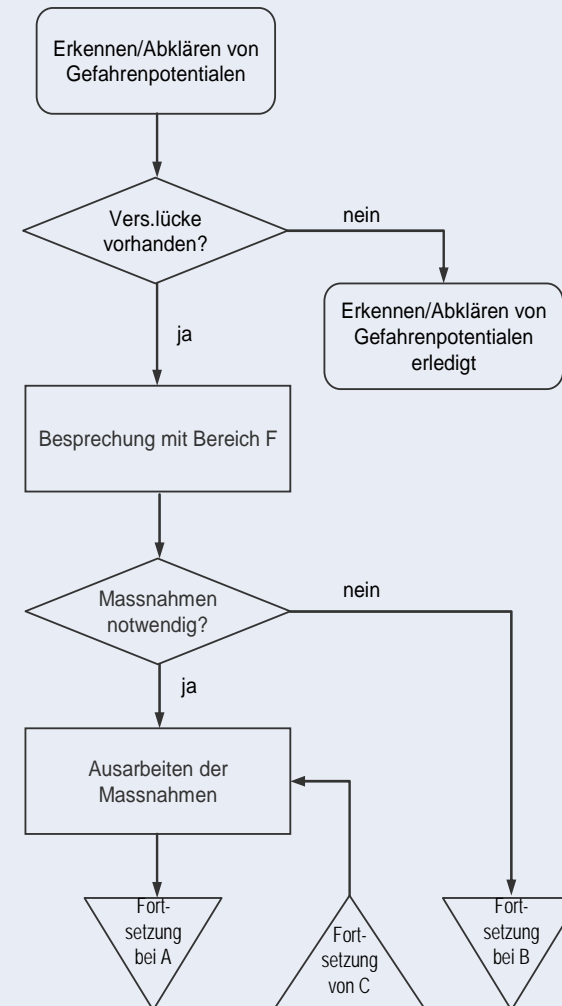 Erkennen/Abklären von
Gefahrenpotentialen
Vers.lücke
vorhanden?
nein
Erkennen/Abklären von
Gefahrenpotentialen
erledigt
ja
Besprechung mit Bereich F
Massnahmen
notwendig?
nein
ja
Ausarbeiten der
Massnahmen
Fort-
setzung
bei A
Fort-
setzung
von C
Fort-
setzung
bei B